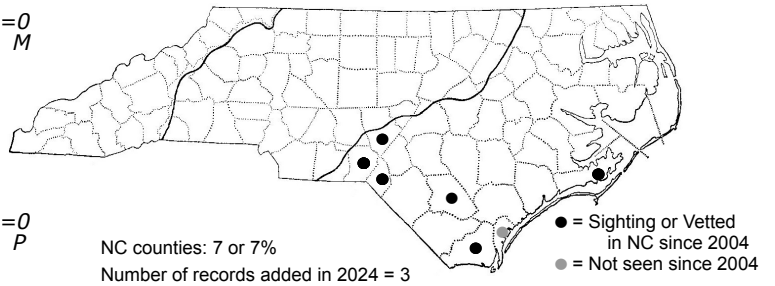 =0
M
=0
P
NC counties: 7 or 7%
Number of records added in 2024 = 3
● = Sighting or Vetted
in NC since 2004
● = Not seen since 2004